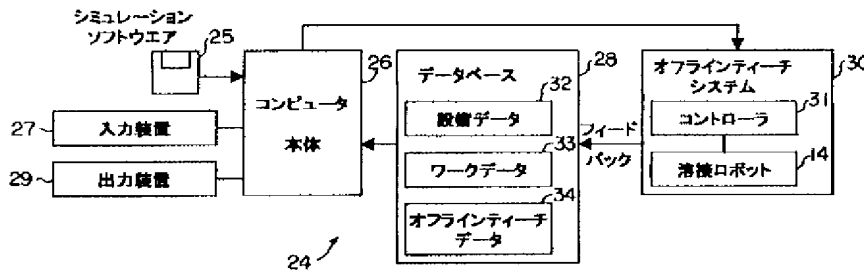 シミュレーション
ソフトウエア
25
26
コンピュータ
本体
27
入力装置
29
出力装置
24
データベース
28
32
設備データ
33
ワークデータ
34
オフラインティーチ
データ
フィード
バック
オフラインティーチ
システム
30
31
コントローラ
14
溶接ロボット